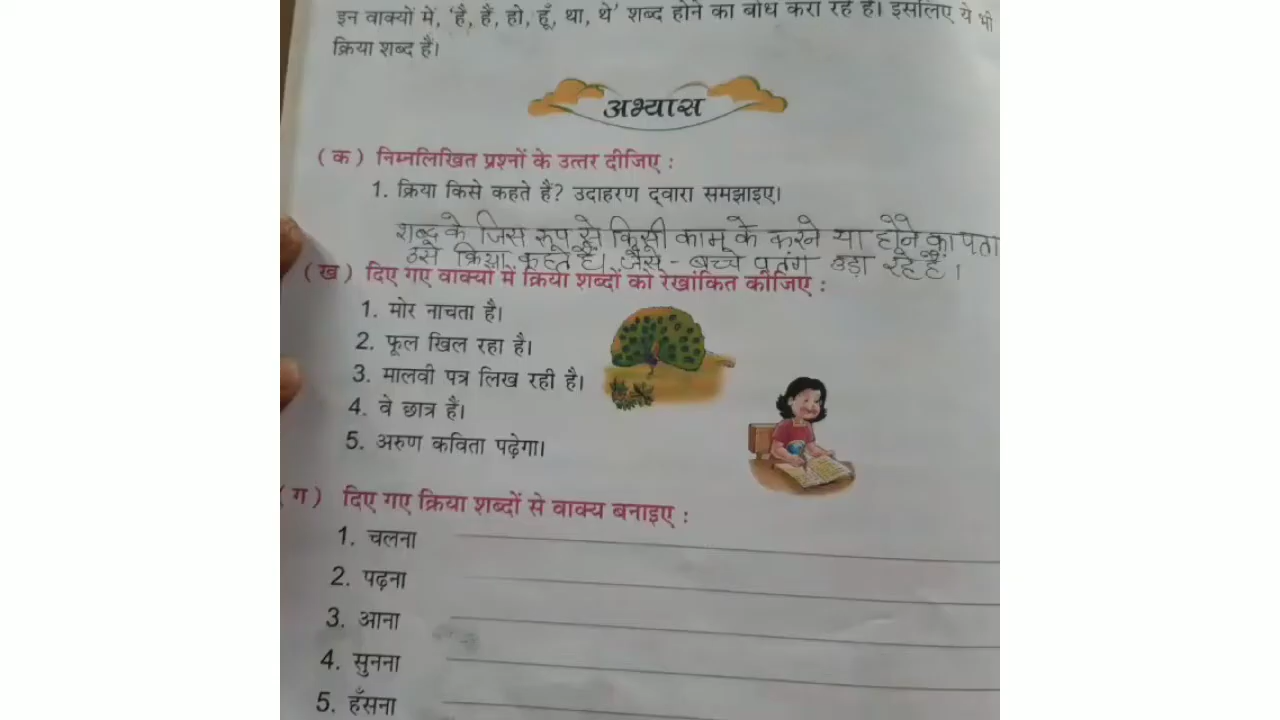 इन वाक्यों में, 'है, हैं, हो, हूँ, था, थे' शब्द होने का बोध करा रहे हैं। इसलिए ये भी
क्रिया शब्द हैं।
अभ्यास
(क) निम्नलिखित प्रश्नों के उत्तर दीजिए :
1. क्रिया किसे कहते हैं? उदाहरण द्वारा समझाइए।
शब्द के जिस रूप से किसी काम के करने या होने का पता
उसे क्रिया कहते हैं। जैसे - बच्चे पतंग उड़ा रहे हैं।
(ख) दिए गए वाक्यों में क्रिया शब्दों को रेखांकित कीजिए :
1. मोर नाचता है।
2. फूल खिल रहा है।
3. मालवी पत्र लिख रही है।
4. वे छात्र हैं।
5. अरुण कविता पढ़ेगा।
(ग) दिए गए क्रिया शब्दों से वाक्य बनाइए :
1. चलना
2. पढ़ना
3. आना
4. सुनना
5. हँसना